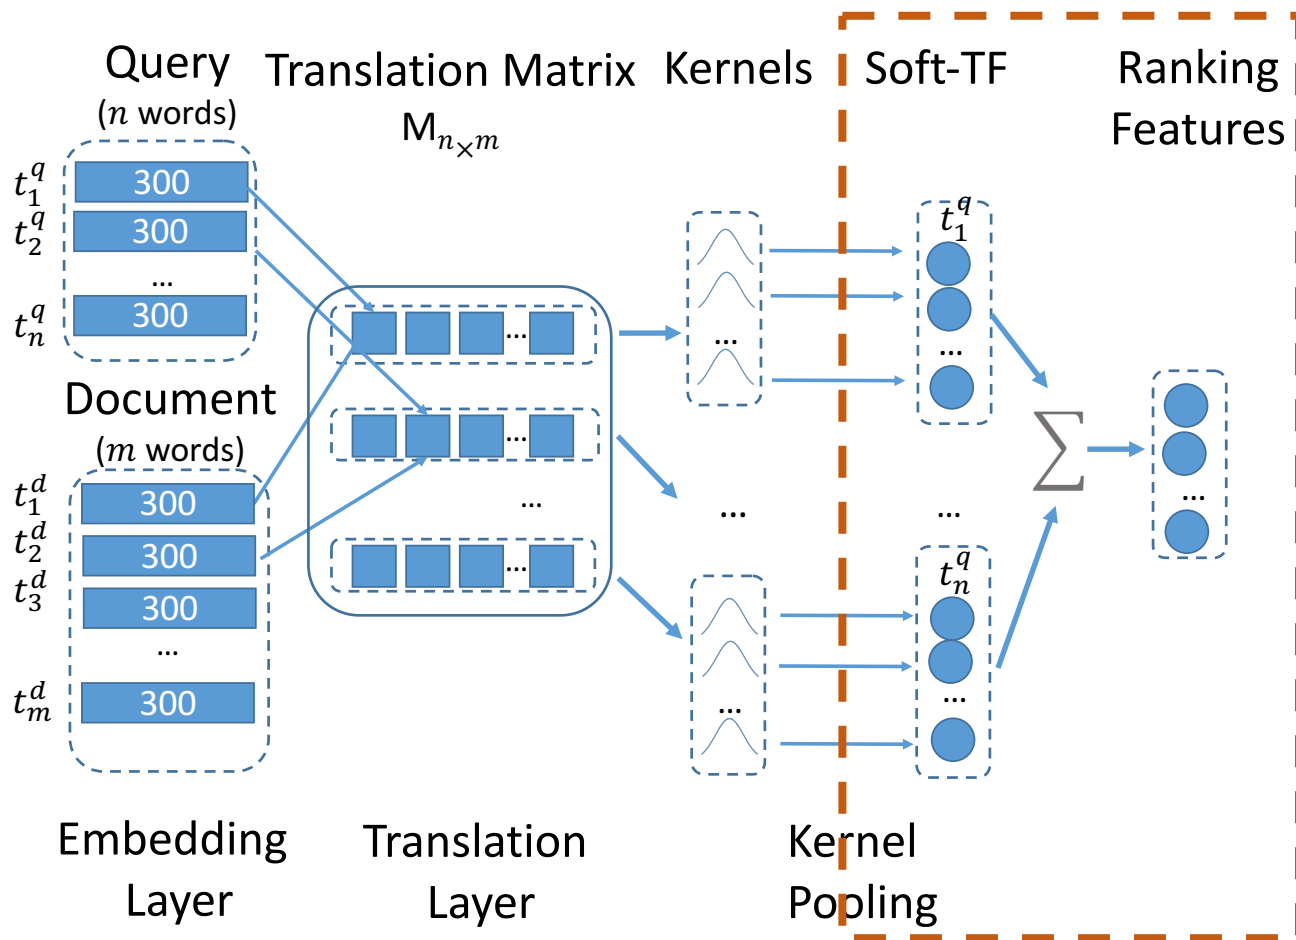 Query
(n words)
t_1^q 300
t_2^q 300
...
t_n^q 300
Document
(m words)
t_1^d 300
t_2^d 300
t_3^d 300
...
t_m^d 300
Embedding
Layer
Translation Matrix
M_{n×m}
...
...
...
...
Translation
Layer
Kernels
...
...
...
Kernel
Pooling
Soft-TF
t_1^q
...
...
t_n^q
...
∑
Ranking
Features
...